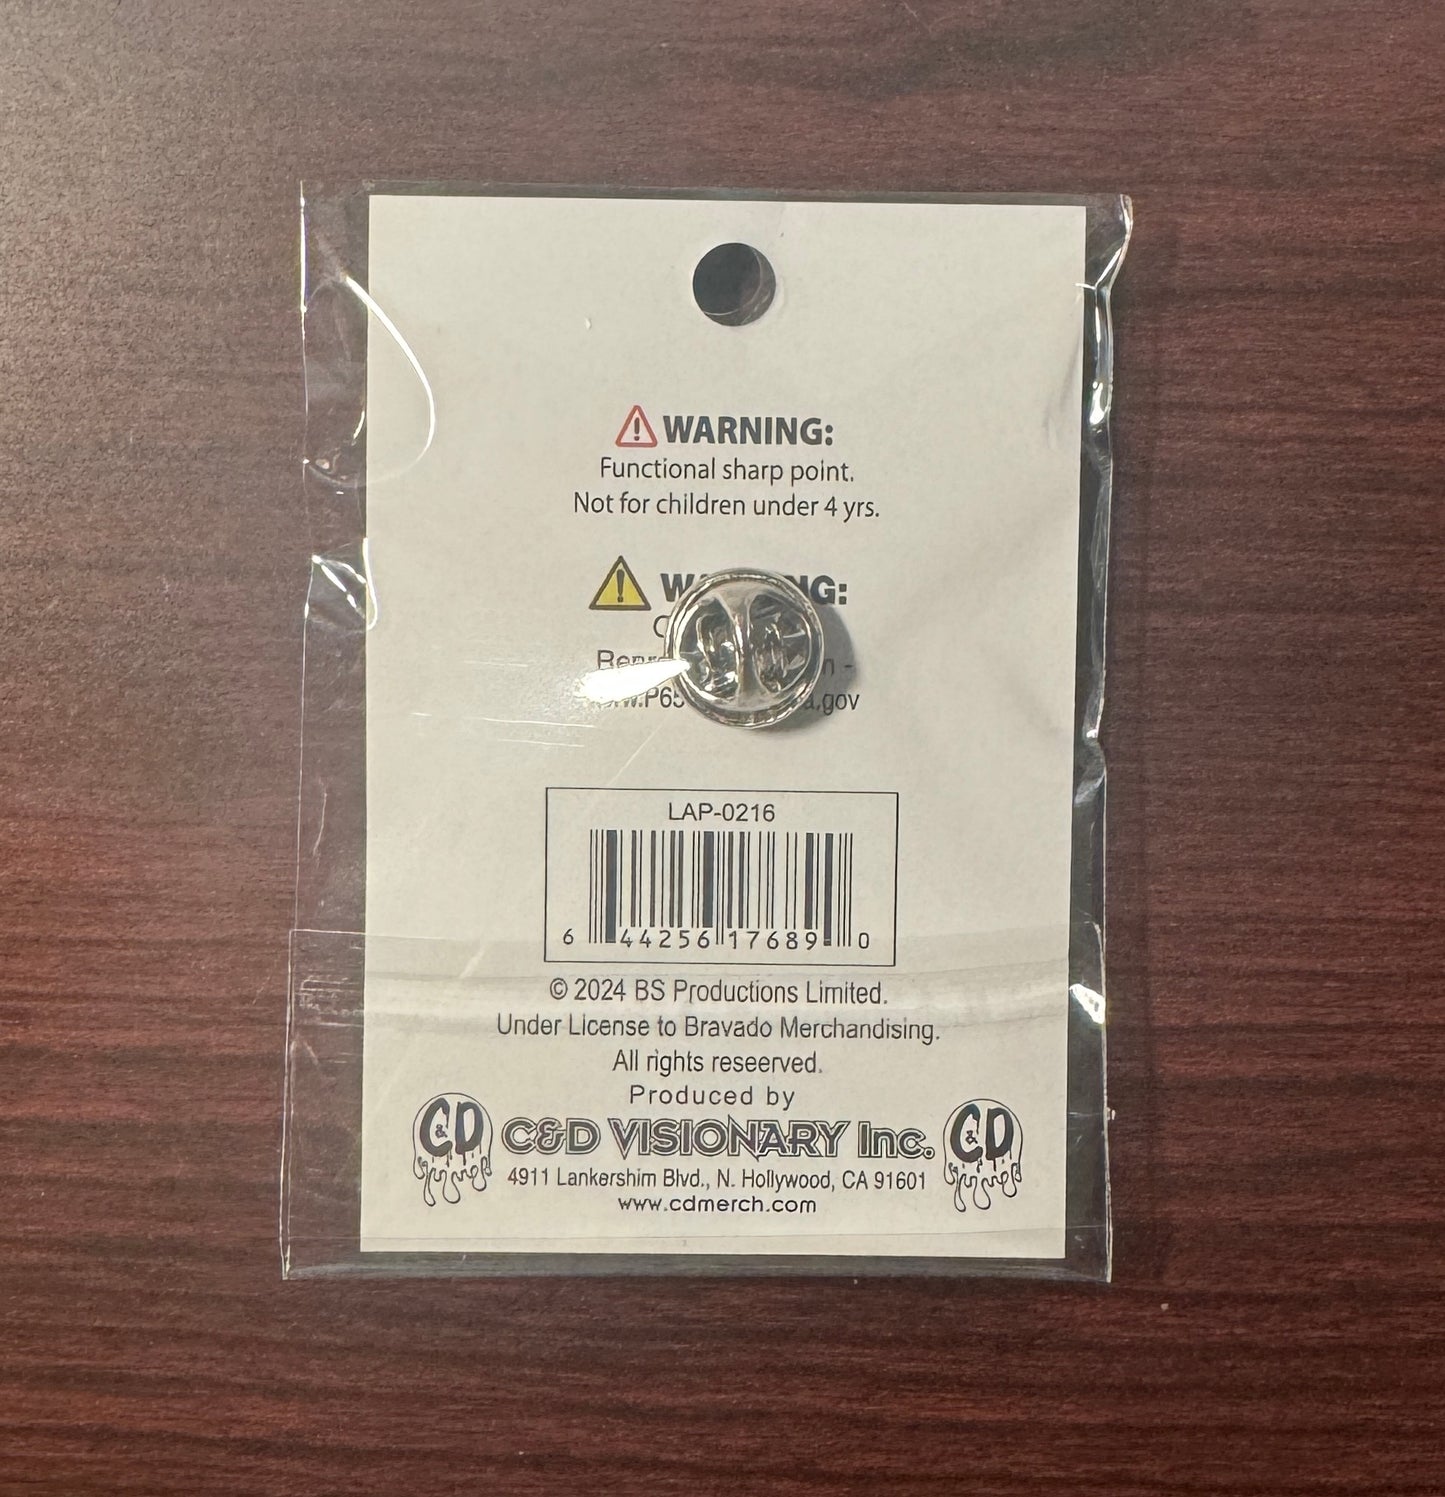 WARNING:
Functional sharp point.
Not for children under 4 yrs.
LAP-0216
6 44256 17689 0
© 2024 BS Productions Limited.
Under License to Bravado Merchandising.
All rights reseerved.
Produced by
C&D C&D VISIONARY Inc. C&D
4911 Lankershim Blvd., N. Hollywood, CA 91601
www.cdmerch.com